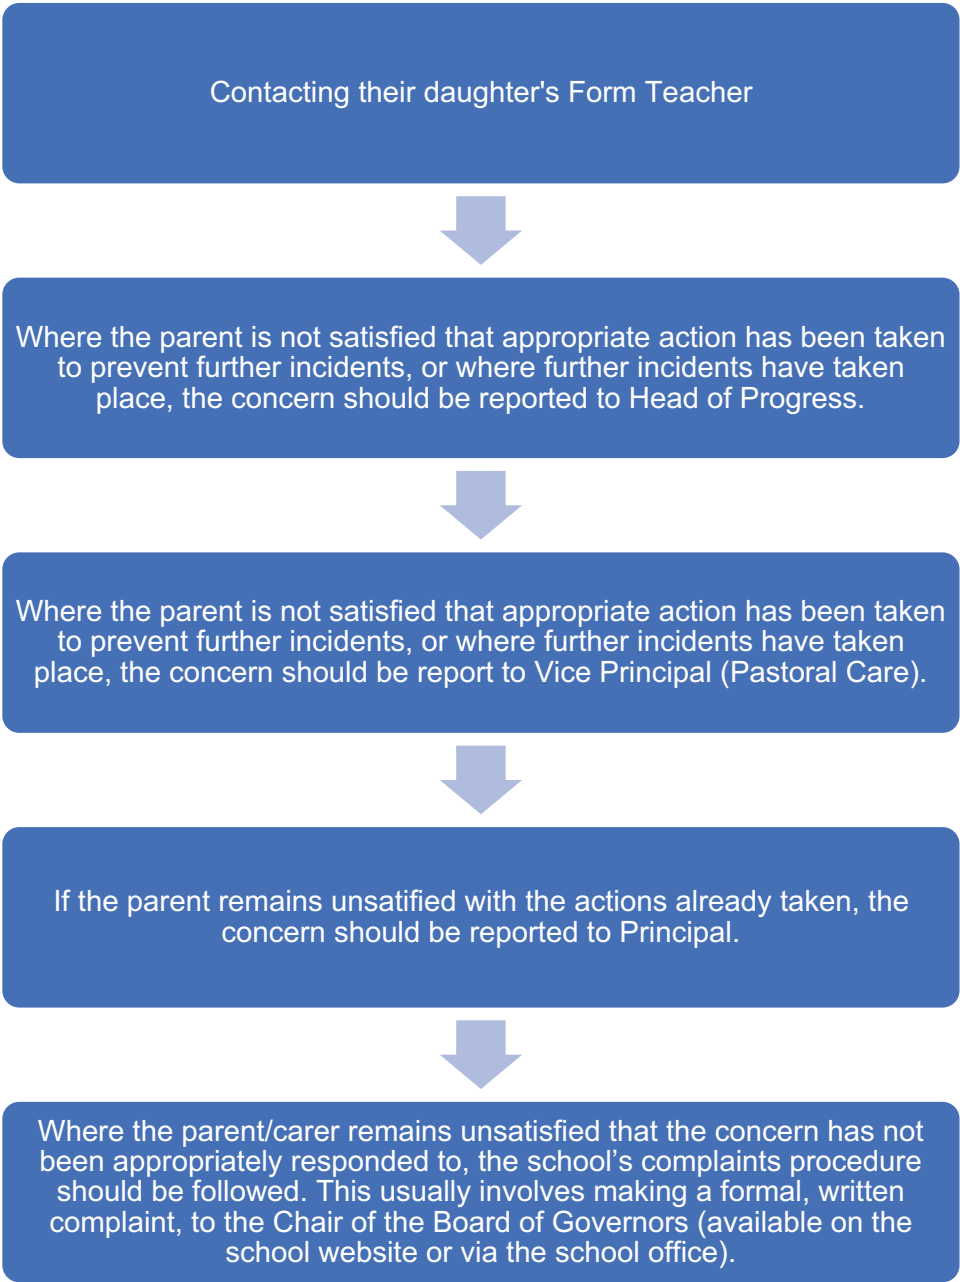 Contacting their daughter's Form Teacher
Where the parent is not satisfied that appropriate action has been taken
to prevent further incidents, or where further incidents have taken
place, the concern should be reported to Head of Progress.
Where the parent is not satisfied that appropriate action has been taken
to prevent further incidents, or where further incidents have taken
place, the concern should be report to Vice Principal (Pastoral Care).
If the parent remains unsatified with the actions already taken, the
concern should be reported to Principal.
Where the parent/carer remains unsatisfied that the concern has not
been appropriately responded to, the school’s complaints procedure
should be followed. This usually involves making a formal, written
complaint, to the Chair of the Board of Governors (available on the
school website or via the school office).